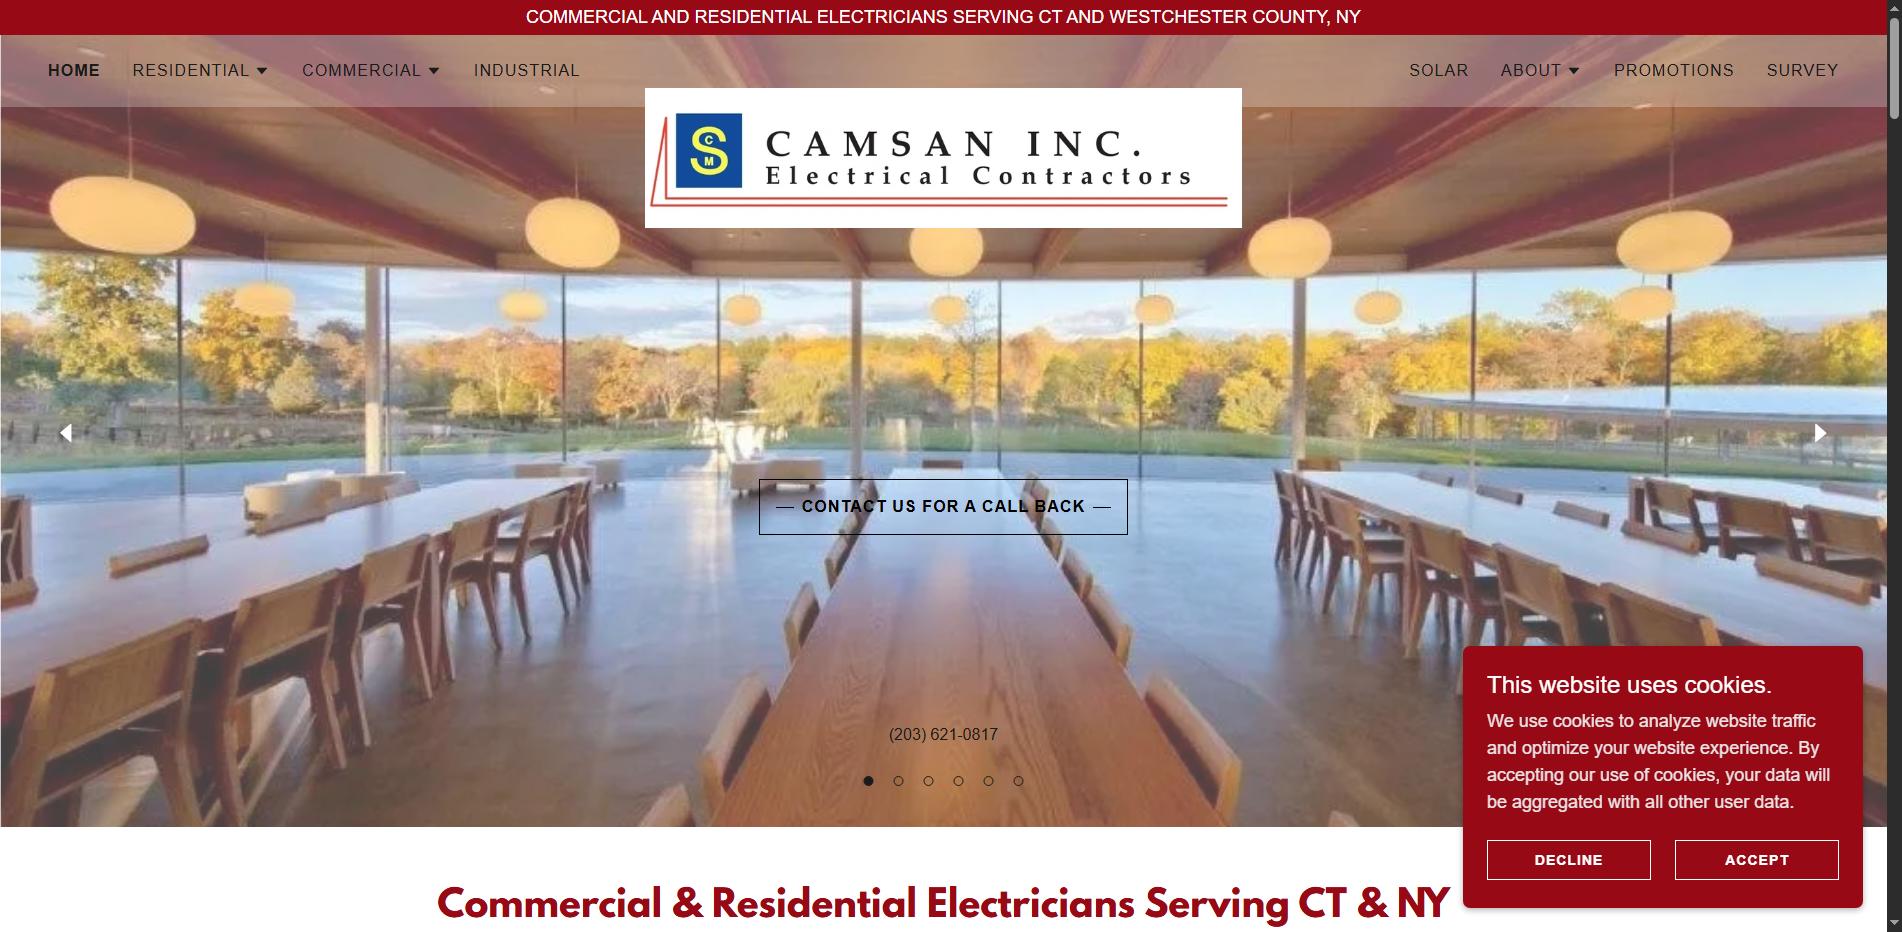 COMMERCIAL AND RESIDENTIAL ELECTRICIANS SERVING CT AND WESTCHESTER COUNTY, NY
HOME RESIDENTIAL COMMERCIAL INDUSTRIAL SOLAR ABOUT PROMOTIONS SURVEY
S C M
CAMSAN INC.
Electrical Contractors
CONTACT US FOR A CALL BACK
(203) 621-0817
This website uses cookies.
We use cookies to analyze website traffic
and optimize your website experience. By
accepting our use of cookies, your data will
be aggregated with all other user data.
DECLINE ACCEPT
Commercial & Residential Electricians Serving CT & NY